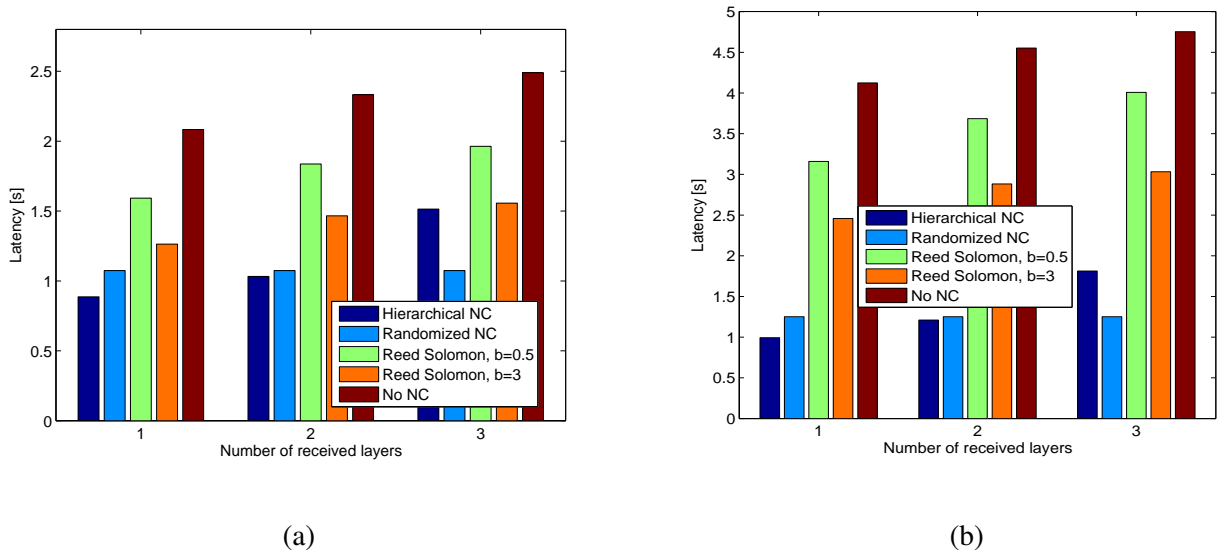 2.5
2
1.5
1
0.5
0
Latency [s]
1
2
3
Number of received layers
Hierarchical NC
Randomized NC
Reed Solomon, b=0.5
Reed Solomon, b=3
No NC
(a)
5
4.5
4
3.5
3
2.5
2
1.5
1
0.5
0
Latency [s]
1
2
3
Number of received layers
Hierarchical NC
Randomized NC
Reed Solomon, b=0.5
Reed Solomon, b=3
No NC
(b)